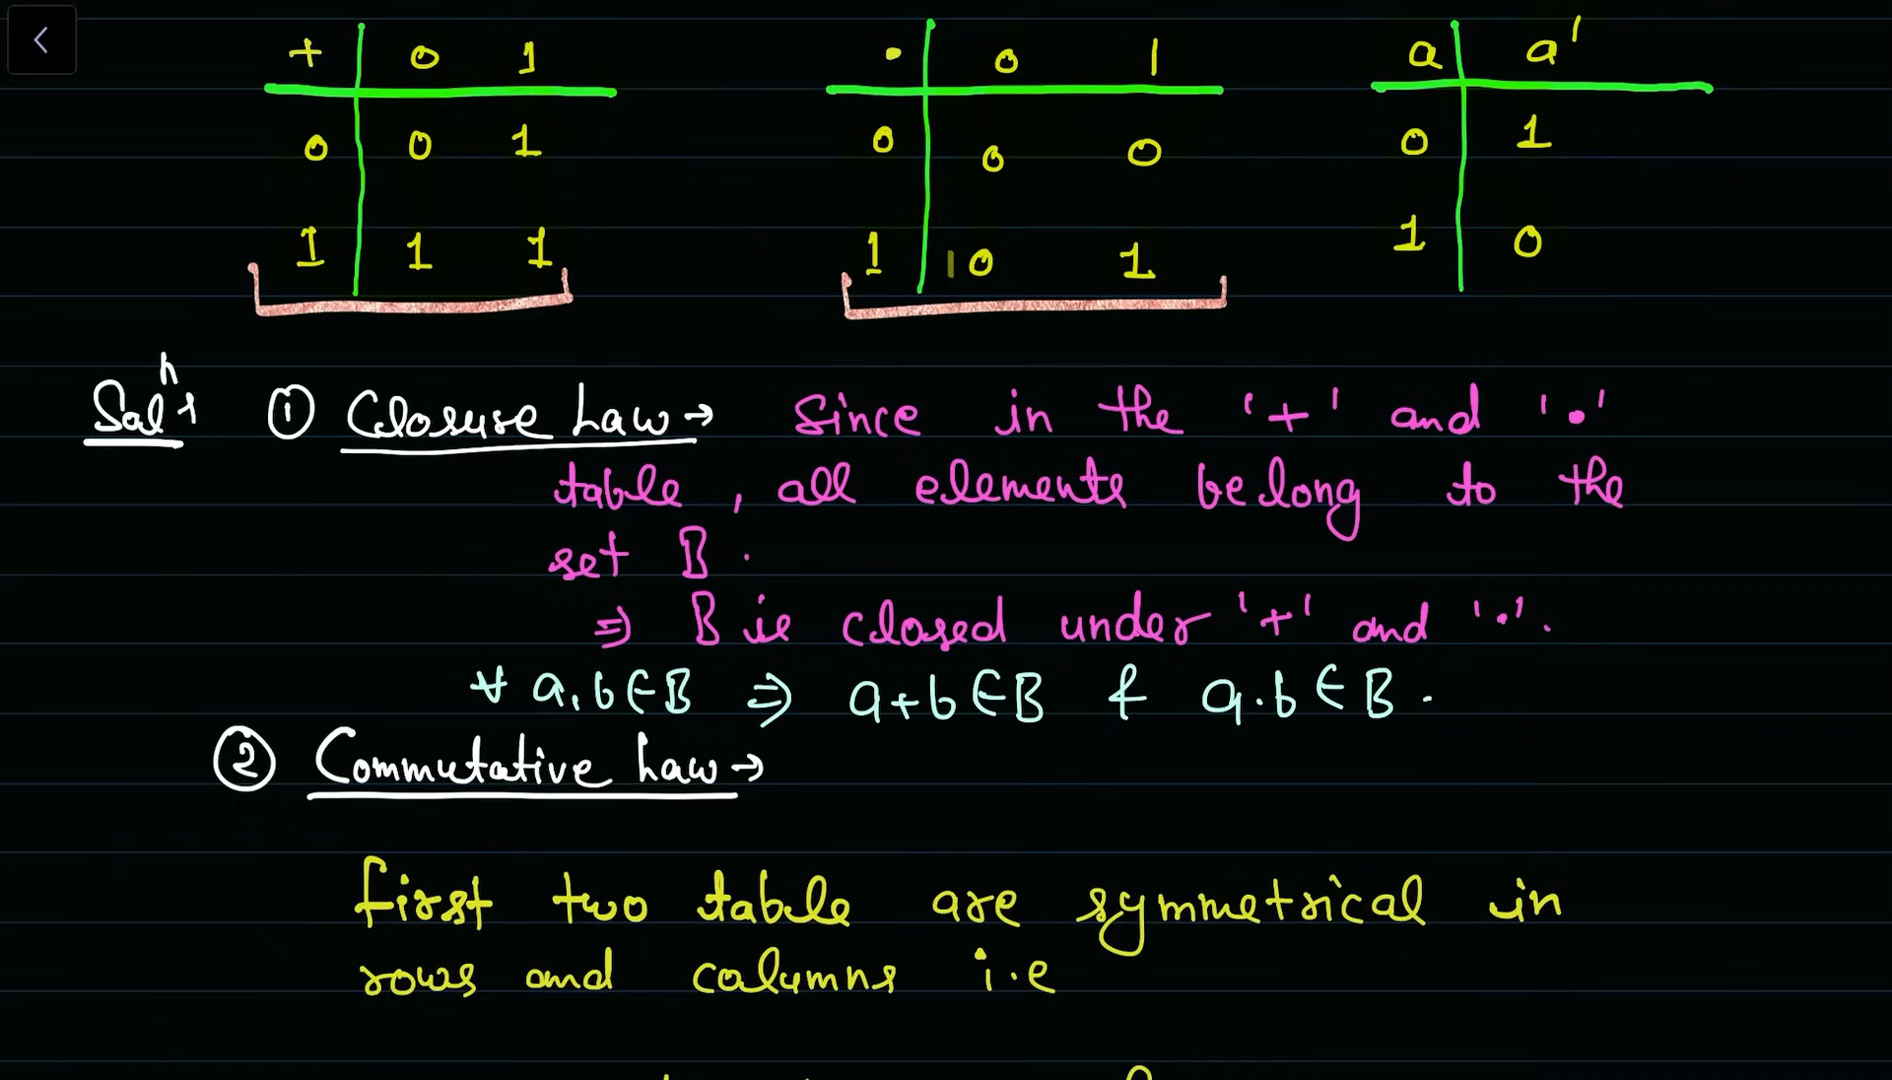 + 0 1 • 0 1 a a'
0 0 1 0 0 0 0 1
1 1 1 1 0 1 1 0
Solⁿ: ① Closure Law → Since in the '+' and '•'
table, all elements belong to the
set B.
⇒ B is closed under '+' and '•'.
∀ a, b ∈ B ⇒ a+b ∈ B & a.b ∈ B.
② Commutative Law →
first two table are symmetrical in
rows and columns i.e